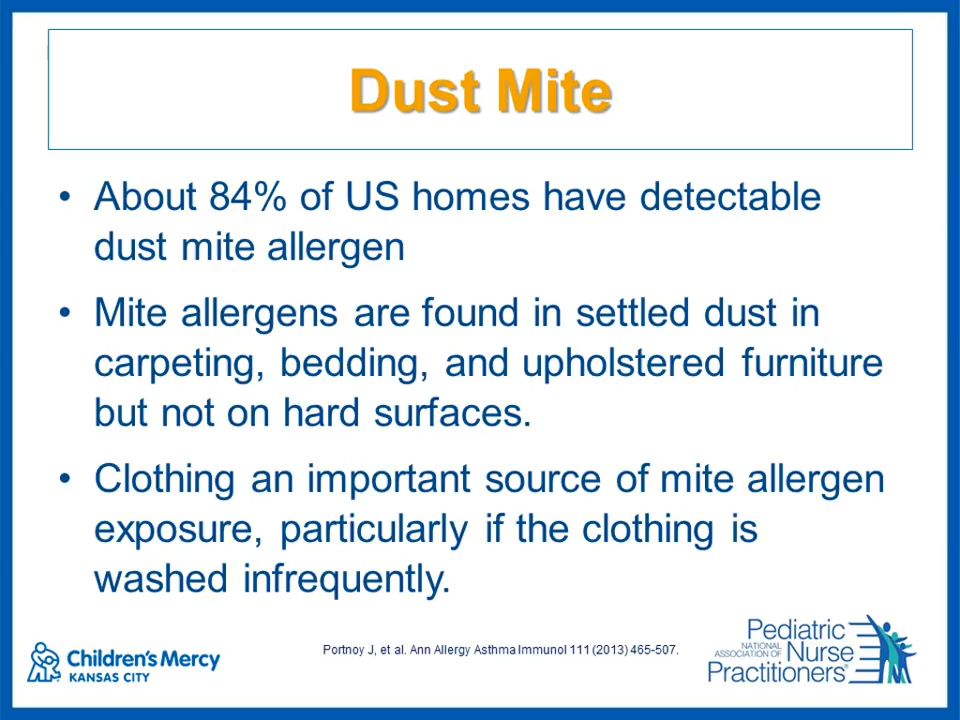 Dust Mite
• About 84% of US homes have detectable
dust mite allergen
• Mite allergens are found in settled dust in
carpeting, bedding, and upholstered furniture
but not on hard surfaces.
• Clothing an important source of mite allergen
exposure, particularly if the clothing is
washed infrequently.
Portnoy J, et al. Ann Allergy Asthma Immunol 111 (2013) 465-507.
Children's Mercy
KANSAS CITY
Pediatric
NATIONAL
ASSOCIATION OF
Nurse
Practitioners®